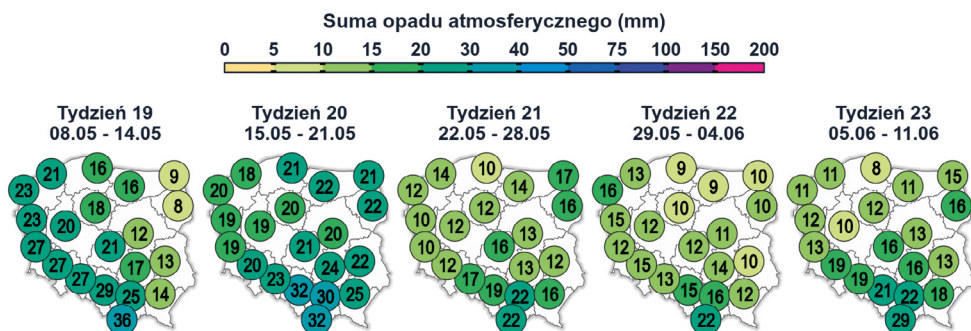 Suma opadu atmosferycznego (mm)
0 5 10 15 20 30 40 50 75 100 150 200
Tydzień 19
08.05 - 14.05
Tydzień 20
15.05 - 21.05
Tydzień 21
22.05 - 28.05
Tydzień 22
29.05 - 04.06
Tydzień 23
05.06 - 11.06
23 21 16 16 9
8
23 20 18
12
27 21
27 17 13
27 29 25 14
36
20 18 21 22 21
22
19 19 20
20
19 21
20 24 22
23 32 30 25
32
12 14 10 14 17
16
10 12 12
13
10 16
12 13 12
17 19 22 16
22
16 13 9 9 10
10
15 12 10
11
12 12
15 14 10
13 15 16 12
22
11 11 8 11 15
16
12 10 12
13
13 16
19 16 13
19 21 22 18
29